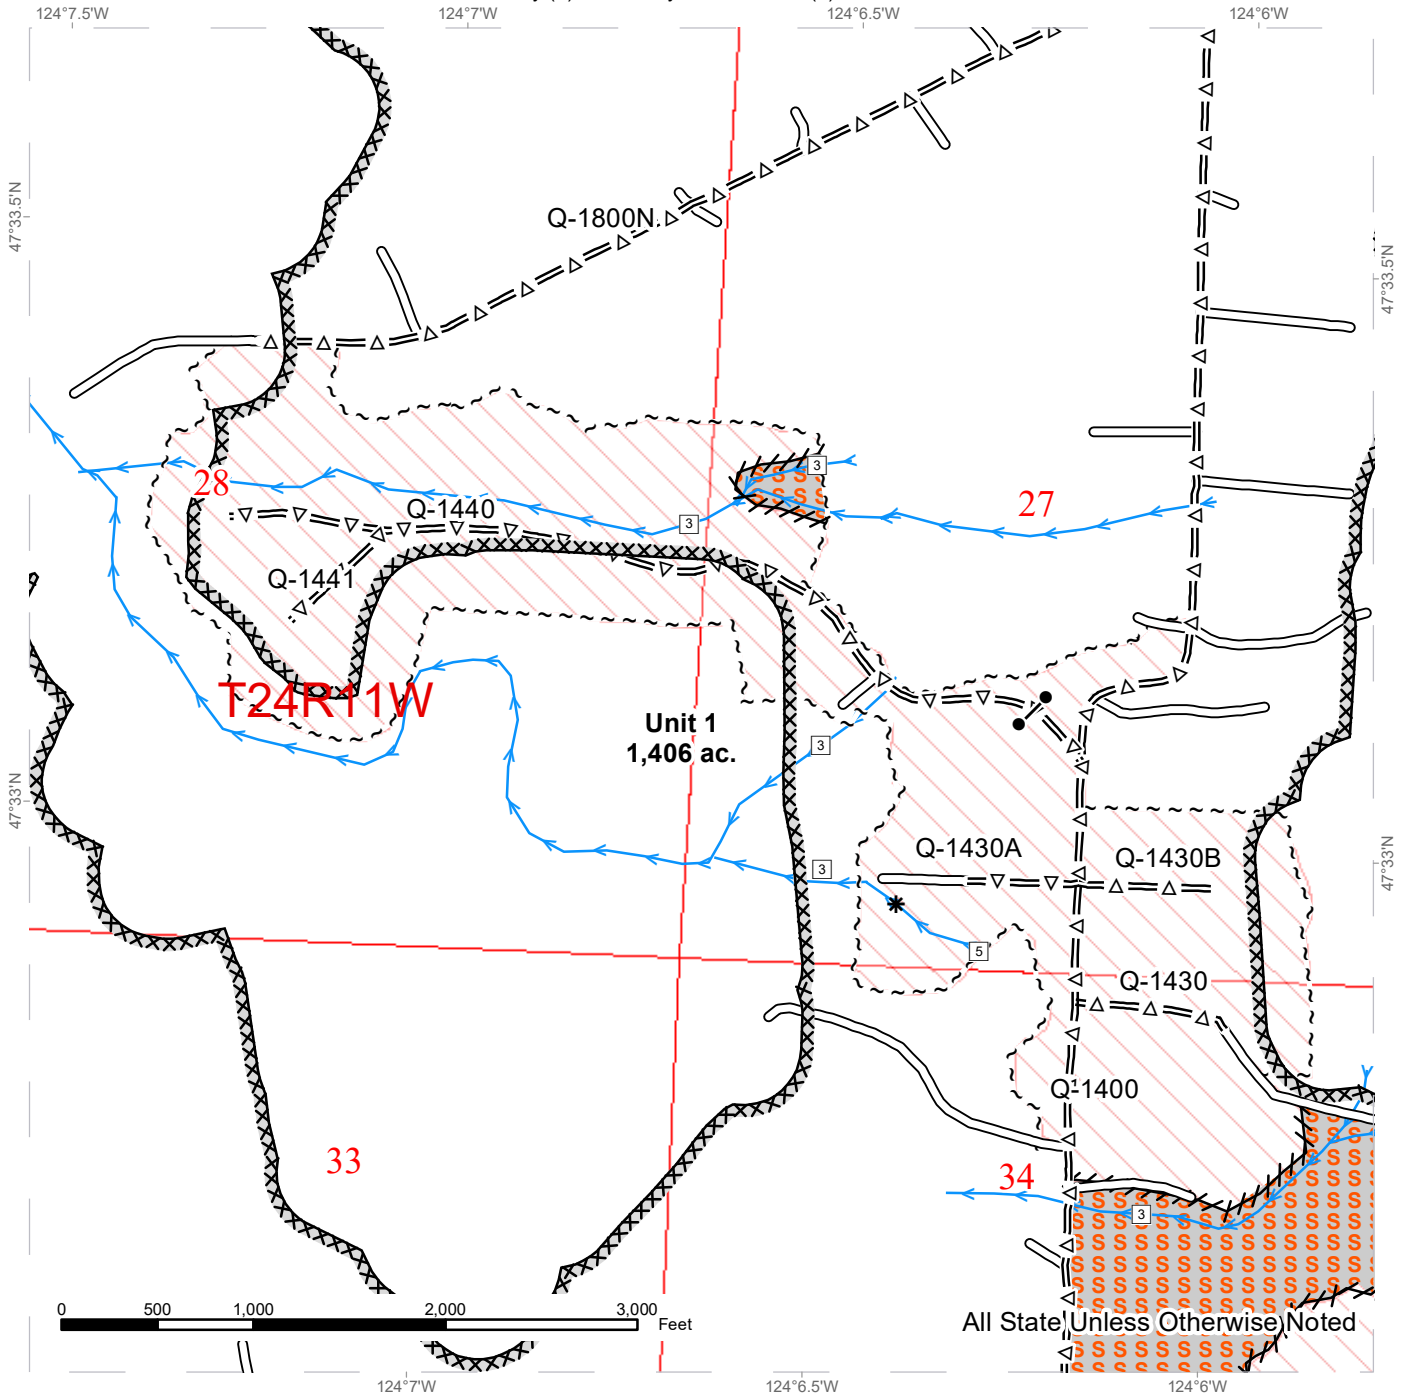 124°7.5'W
124°7'W
124°6.5'W
124°6'W
47°33.5'N
Q-1800N
47°33.5'N
3
28
27
Q-1440
3
Q-1441
T24R11W
Unit 1
1,406 ac.
3
47°33'N
Q-1430A
Q-1430B
47°33'N
3
5
Q-1430
Q-1400
33
34
3
0
500
1,000
2,000
3,000
Feet
All State Unless Otherwise Noted
124°7'W
124°6.5'W
124°6'W